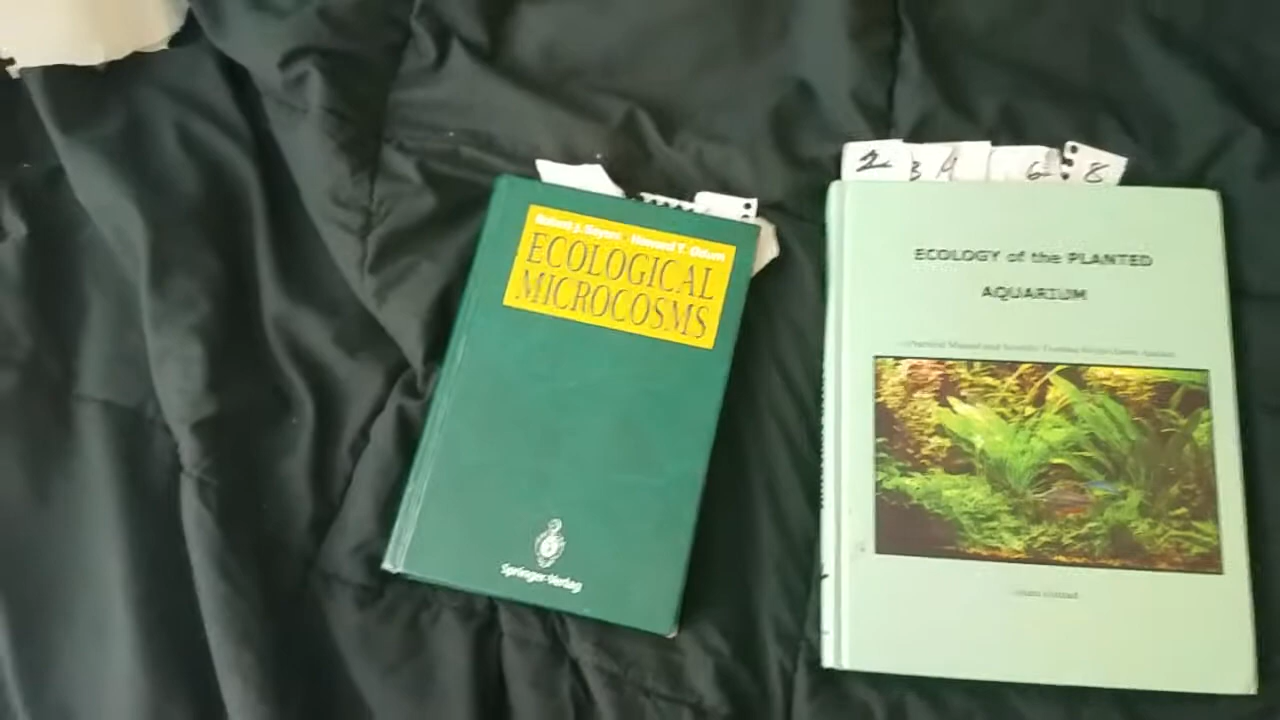 Robert J. Beyers · Howard T. Odum
ECOLOGICAL
MICROCOSMS
Springer-Verlag
2 3 4 6 8
ECOLOGY of the PLANTED
AQUARIUM